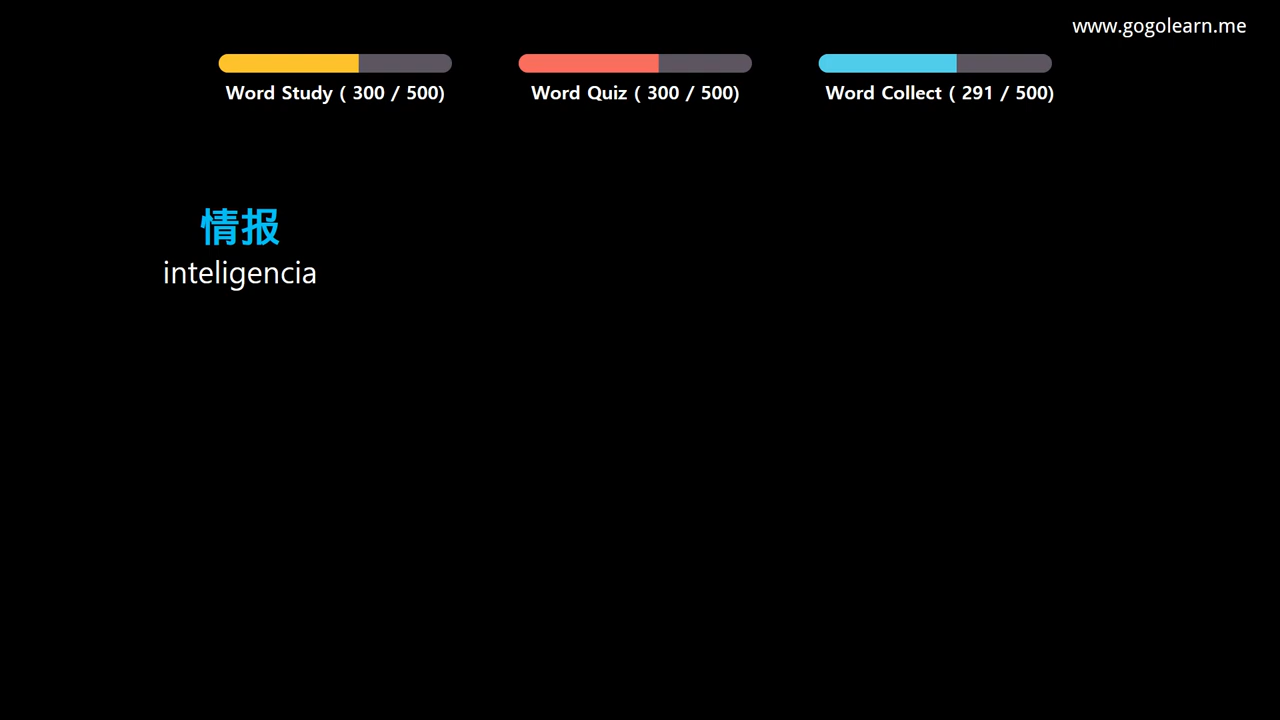 www.gogolearn.me
Word Study ( 300 / 500)
Word Quiz ( 300 / 500)
Word Collect ( 291 / 500)
情报
inteligencia